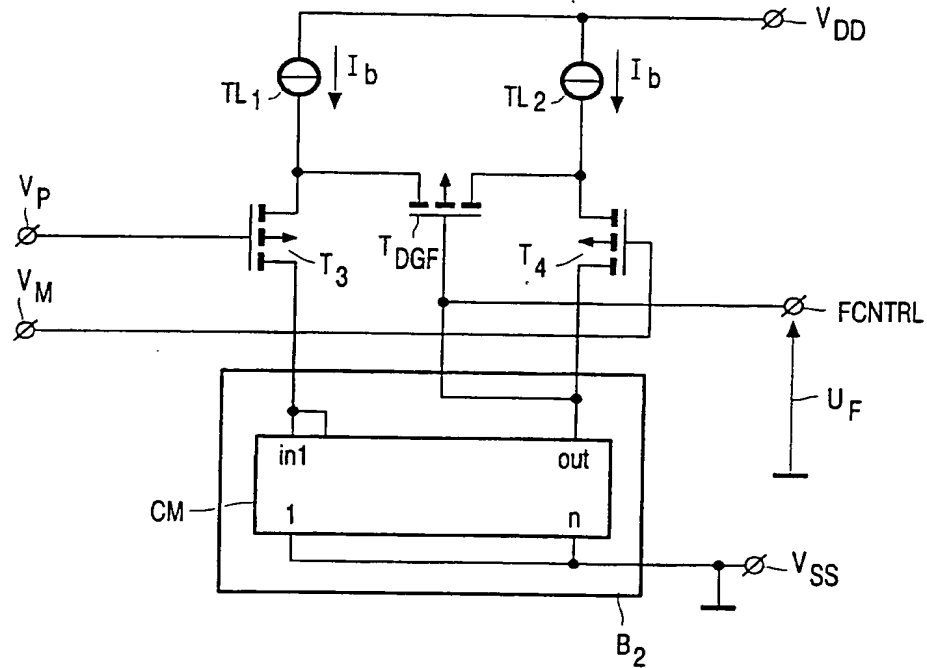 V_DD
TL_1
I_b
TL_2
I_b
V_P
T_3
T_DGF
T_4
V_M
FCNTRL
U_F
in1
out
CM
1
n
V_SS
B_2